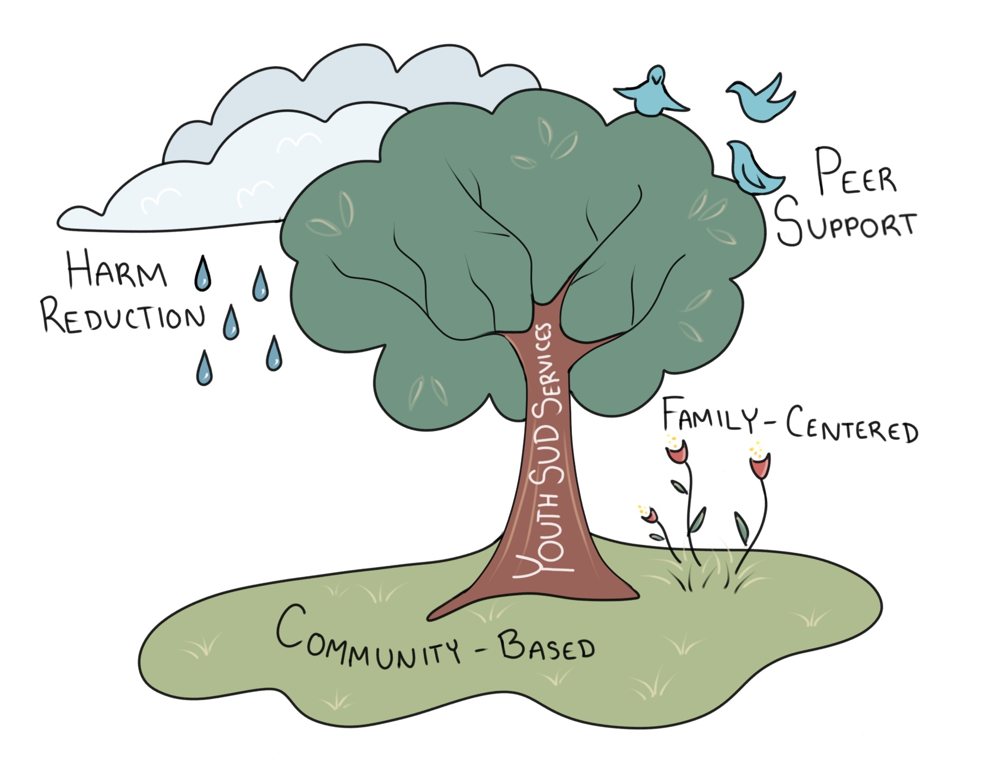 Peer
Support
Harm
Reduction
Youth SUD Services
Family-Centered
Community-Based